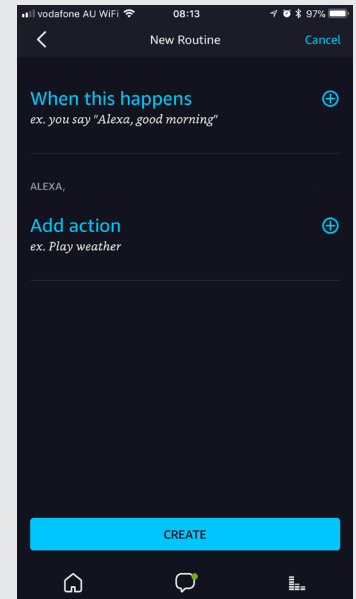 vodafone AU WiFi 08:13 97%
New Routine Cancel
When this happens
ex. you say "Alexa, good morning"
ALEXA,
Add action
ex. Play weather
CREATE